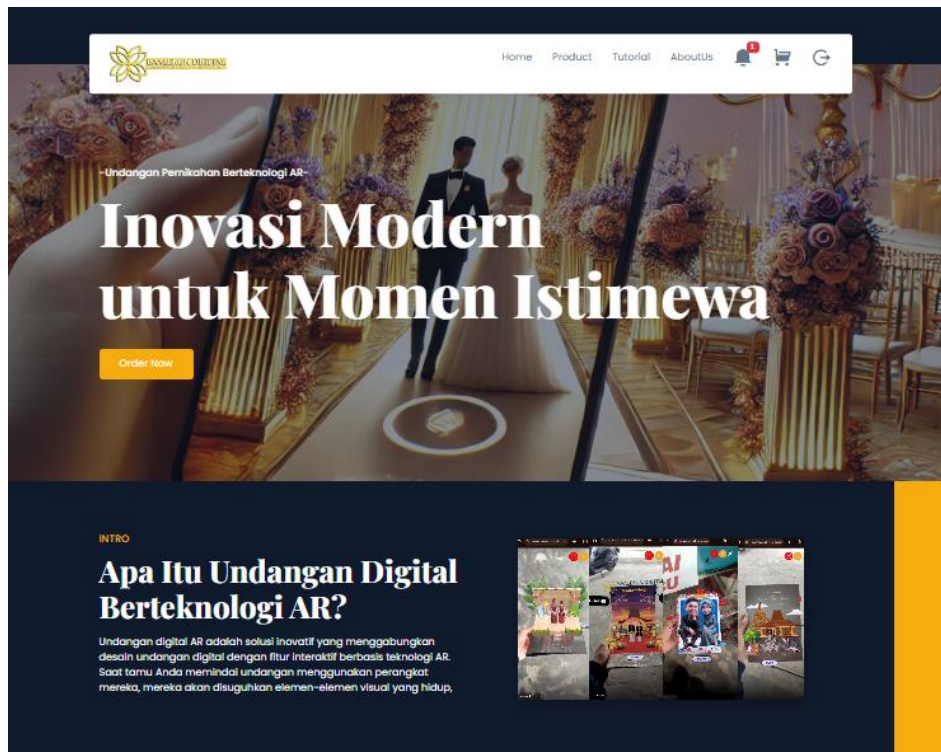 Home Product Tutorial AboutUs
1
-Undangan Pernikahan Berteknologi AR-
Inovasi Modern
untuk Momen Istimewa
Order Now
INTRO
Apa Itu Undangan Digital
Berteknologi AR?
Undangan digital AR adalah solusi inovatif yang menggabungkan
desain undangan digital dengan fitur interaktif berbasis teknologi AR.
Saat tamu Anda memindai undangan menggunakan perangkat
mereka, mereka akan disuguhkan elemen-elemen visual yang hidup,